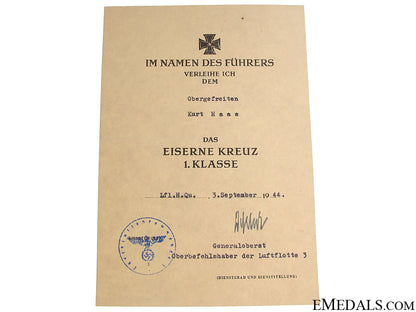 IM NAMEN DES FÜHRERS
VERLEIHE ICH
DEM
Obergefreiten
Kurt Haas
DAS
EISERNE KREUZ
1. KLASSE
Lfl.H.Qu. 3.September 1944.
Generaloberst
Oberbefehlshaber der Luftflotte 3
(DIENSTGRAD UND DIENSTSTELLUNG)
EMEDALS.COM